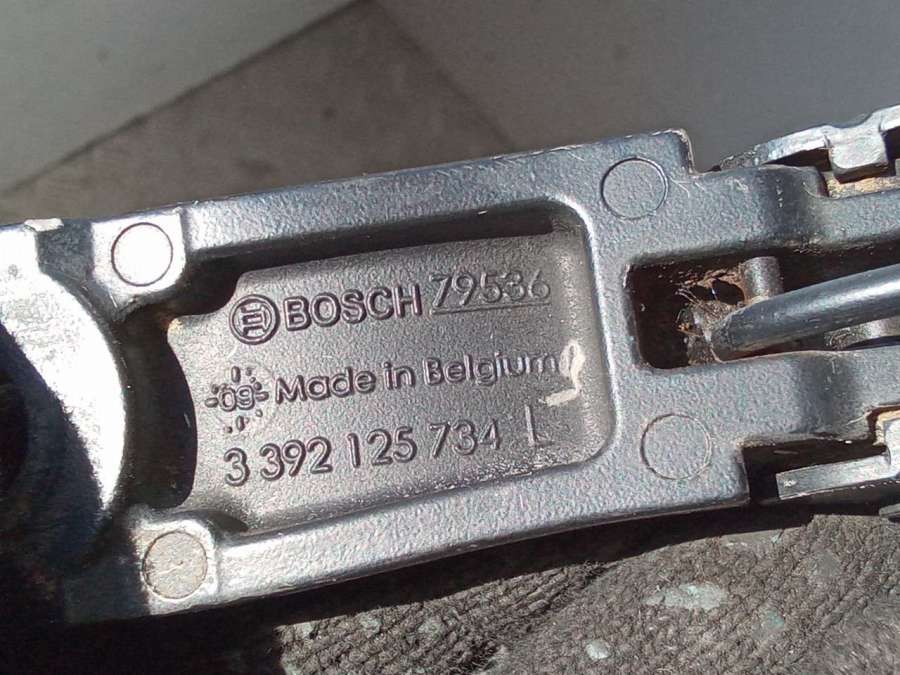 BOSCH 79536
09 Made in Belgium
3 392 125 734 L